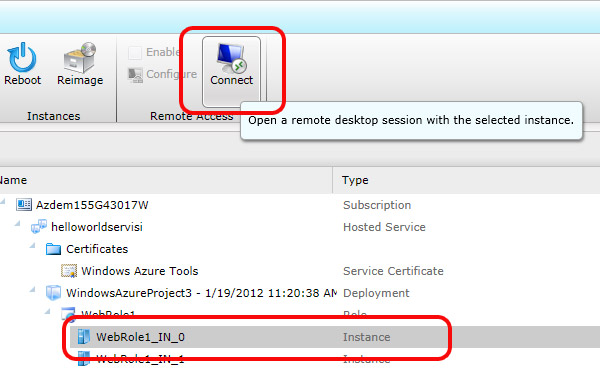 Enable
Configure
Reboot
Reimage
Connect
Instances
Remote Access
Open a remote desktop session with the selected instance.
Name Type
Azdem155G43017W Subscription
helloworldservisi Hosted Service
Certificates
Windows Azure Tools Service Certificate
WindowsAzureProject3 - 1/19/2012 11:20:38 AM Deployment
WebRole1 Role
WebRole1_IN_0 Instance
WebRole1_IN_1 Instance